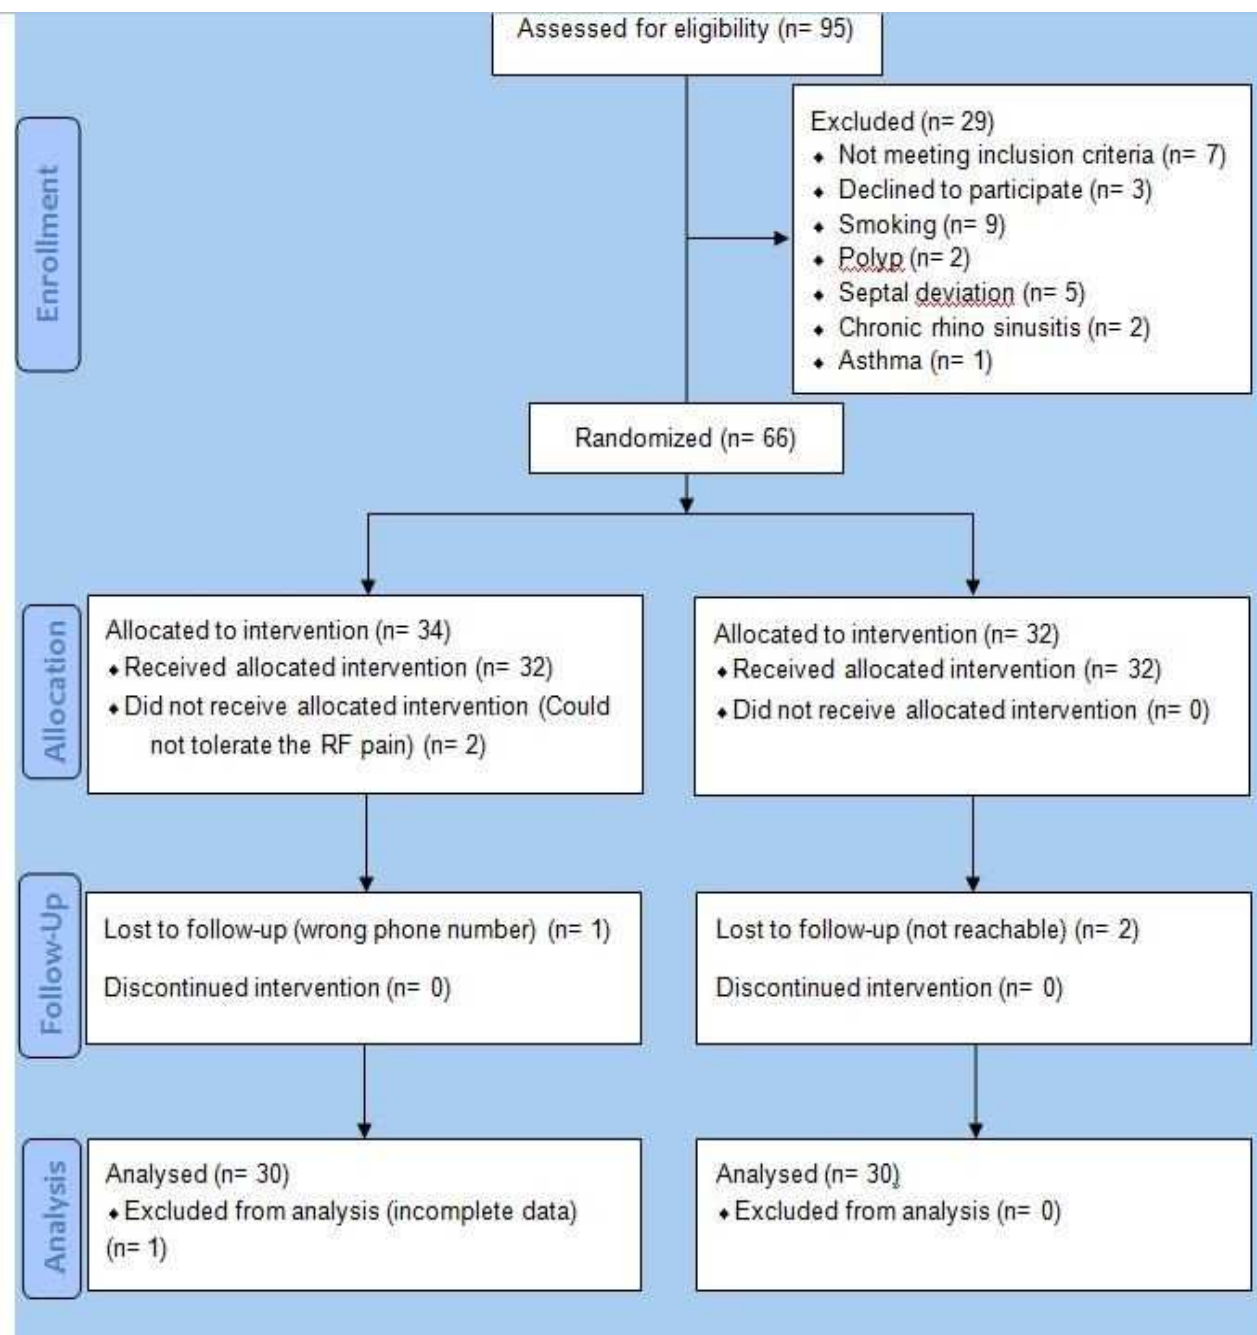 Assessed for eligibility (n= 95)
Enrollment
Excluded (n= 29)
⬥ Not meeting inclusion criteria (n= 7)
⬥ Declined to participate (n= 3)
⬥ Smoking (n= 9)
⬥ Polyp (n= 2)
⬥ Septal deviation (n= 5)
⬥ Chronic rhino sinusitis (n= 2)
⬥ Asthma (n= 1)
Randomized (n= 66)
Allocation
Allocated to intervention (n= 34)
⬥ Received allocated intervention (n= 32)
⬥ Did not receive allocated intervention (Could
not tolerate the RF pain) (n= 2)
Allocated to intervention (n= 32)
⬥ Received allocated intervention (n= 32)
⬥ Did not receive allocated intervention (n= 0)
Follow-Up
Lost to follow-up (wrong phone number) (n= 1)
Discontinued intervention (n= 0)
Lost to follow-up (not reachable) (n= 2)
Discontinued intervention (n= 0)
Analysis
Analysed (n= 30)
⬥ Excluded from analysis (incomplete data)
(n= 1)
Analysed (n= 30)
⬥ Excluded from analysis (n= 0)